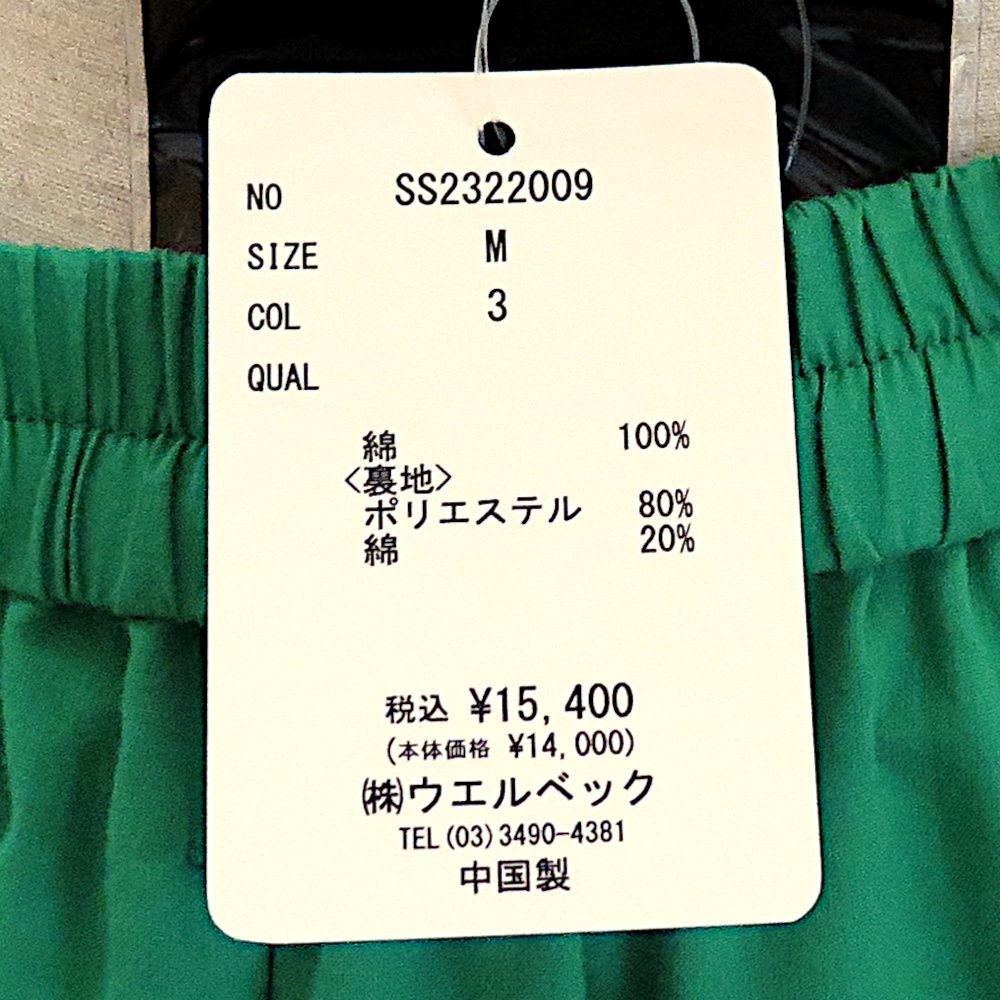 NO SS2322009
SIZE M
COL 3
QUAL
綿 100%
<裏地>
ポリエステル 80%
綿 20%
税込 ¥15,400
(本体価格 ¥14,000)
㈱ウエルベック
TEL(03)3490-4381
中国製